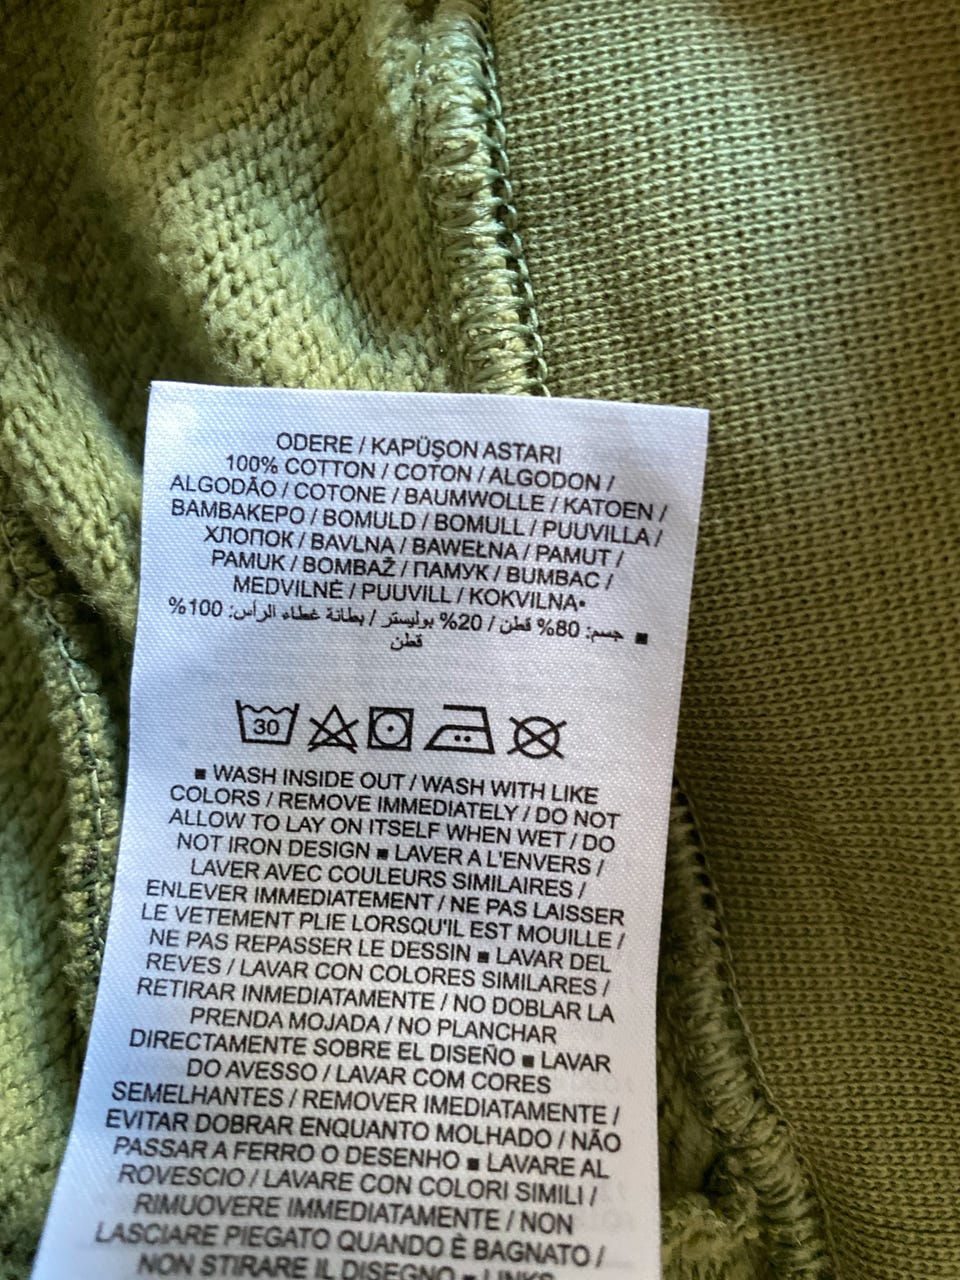 ODERE / KAPÜŞON ASTARI
100% COTTON / COTON / ALGODON /
ALGODÃO / COTONE / BAUMWOLLE / KATOEN /
ΒΑΜΒΑΚΕΡΟ / BOMULD / BOMULL / PUUVILLA /
ХЛОПОК / BAVLNA / BAWEŁNA / PAMUT /
PAMUK / BOMBAŽ / ПАМУК / BUMBAC /
MEDVILNĖ / PUUVILL / KOKVILNA•
■ جسم: 80% قطن / 20% بوليستر / بطانة غطاء الرأس: 100%
قطن
30
■ WASH INSIDE OUT / WASH WITH LIKE
COLORS / REMOVE IMMEDIATELY / DO NOT
ALLOW TO LAY ON ITSELF WHEN WET / DO
NOT IRON DESIGN ■ LAVER A L'ENVERS /
LAVER AVEC COULEURS SIMILAIRES /
ENLEVER IMMEDIATEMENT / NE PAS LAISSER
LE VETEMENT PLIE LORSQU'IL EST MOUILLE /
NE PAS REPASSER LE DESSIN ■ LAVAR DEL
REVES / LAVAR CON COLORES SIMILARES /
RETIRAR INMEDIATAMENTE / NO DOBLAR LA
PRENDA MOJADA / NO PLANCHAR
DIRECTAMENTE SOBRE EL DISEÑO ■ LAVAR
DO AVESSO / LAVAR COM CORES
SEMELHANTES / REMOVER IMEDIATAMENTE /
EVITAR DOBRAR ENQUANTO MOLHADO / NÃO
PASSAR A FERRO O DESENHO ■ LAVARE AL
ROVESCIO / LAVARE CON COLORI SIMILI /
RIMUOVERE IMMEDIATAMENTE / NON
LASCIARE PIEGATO QUANDO È BAGNATO /
NON STIRARE IL DISEGNO ■ LINKS